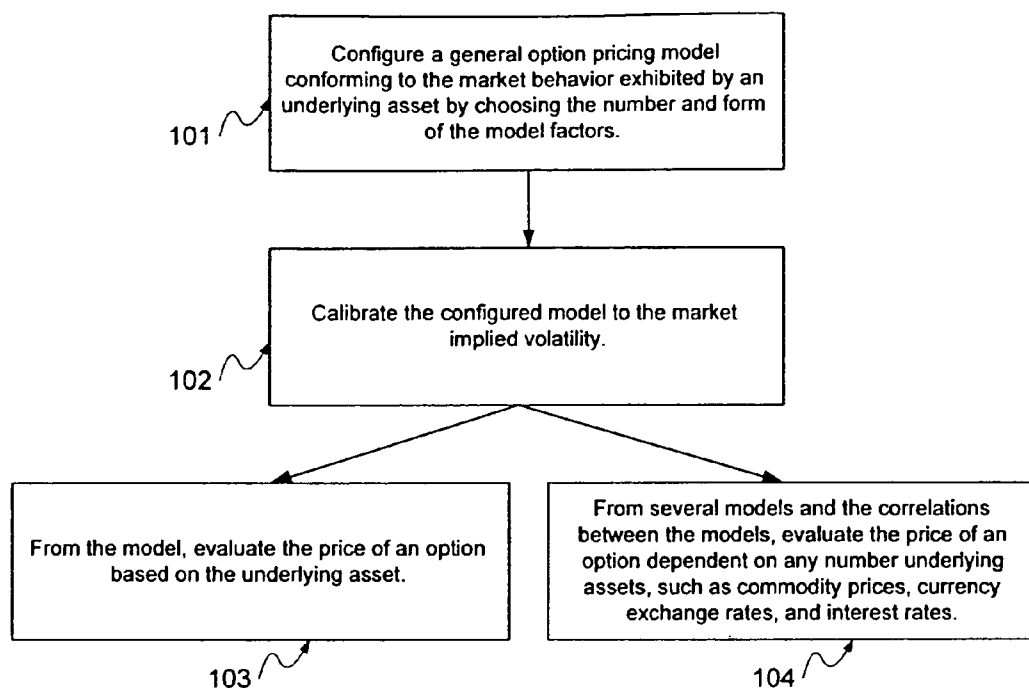 Configure a general option pricing model
conforming to the market behavior exhibited by an
underlying asset by choosing the number and form
of the model factors.
101
Calibrate the configured model to the market
implied volatility.
102
From the model, evaluate the price of an option
based on the underlying asset.
103
From several models and the correlations
between the models, evaluate the price of an
option dependent on any number underlying
assets, such as commodity prices, currency
exchange rates, and interest rates.
104